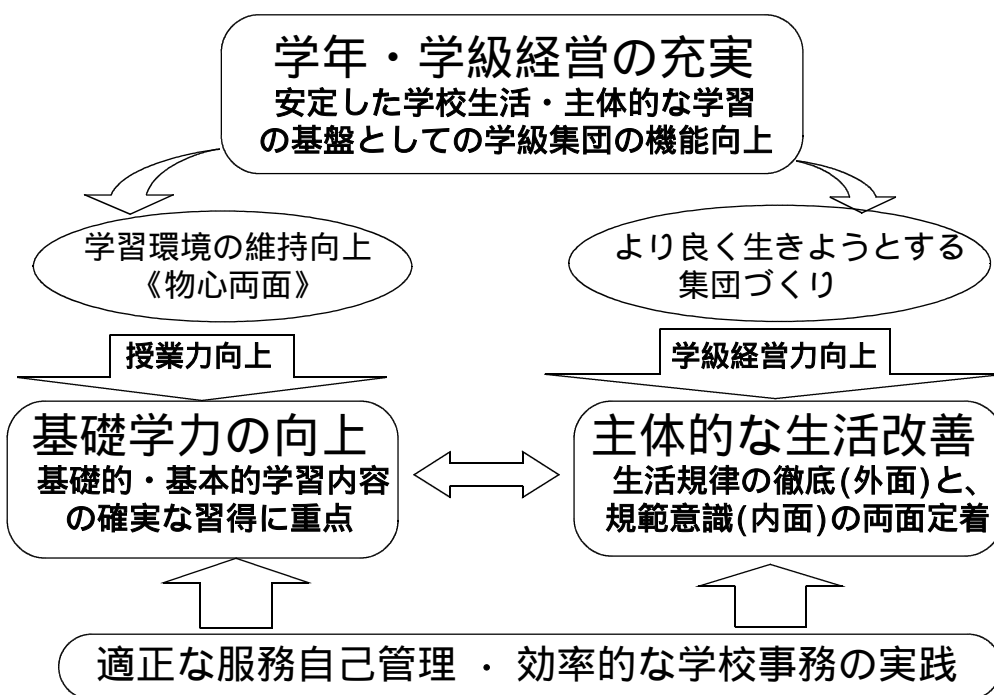 学年・学級経営の充実
安定した学校生活・主体的な学習
の基盤としての学級集団の機能向上
学習環境の維持向上
《物心両面》
より良く生きようとする
集団づくり
授業力向上
学級経営力向上
基礎学力の向上
基礎的・基本的学習内容
の確実な習得に重点
主体的な生活改善
生活規律の徹底(外面)と、
規範意識(内面)の両面定着
適正な服務自己管理 ・ 効率的な学校事務の実践